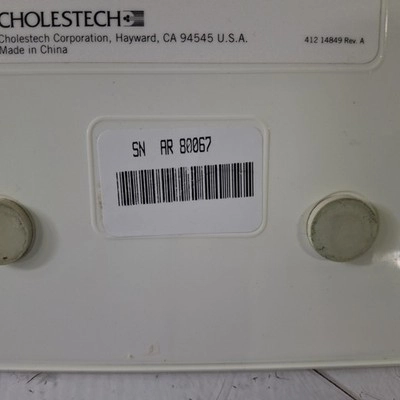 CHOLESTECH
Cholestech Corporation, Hayward, CA 94545 U.S.A.
412 14849 Rev. A
Made in China
SN AR 80067